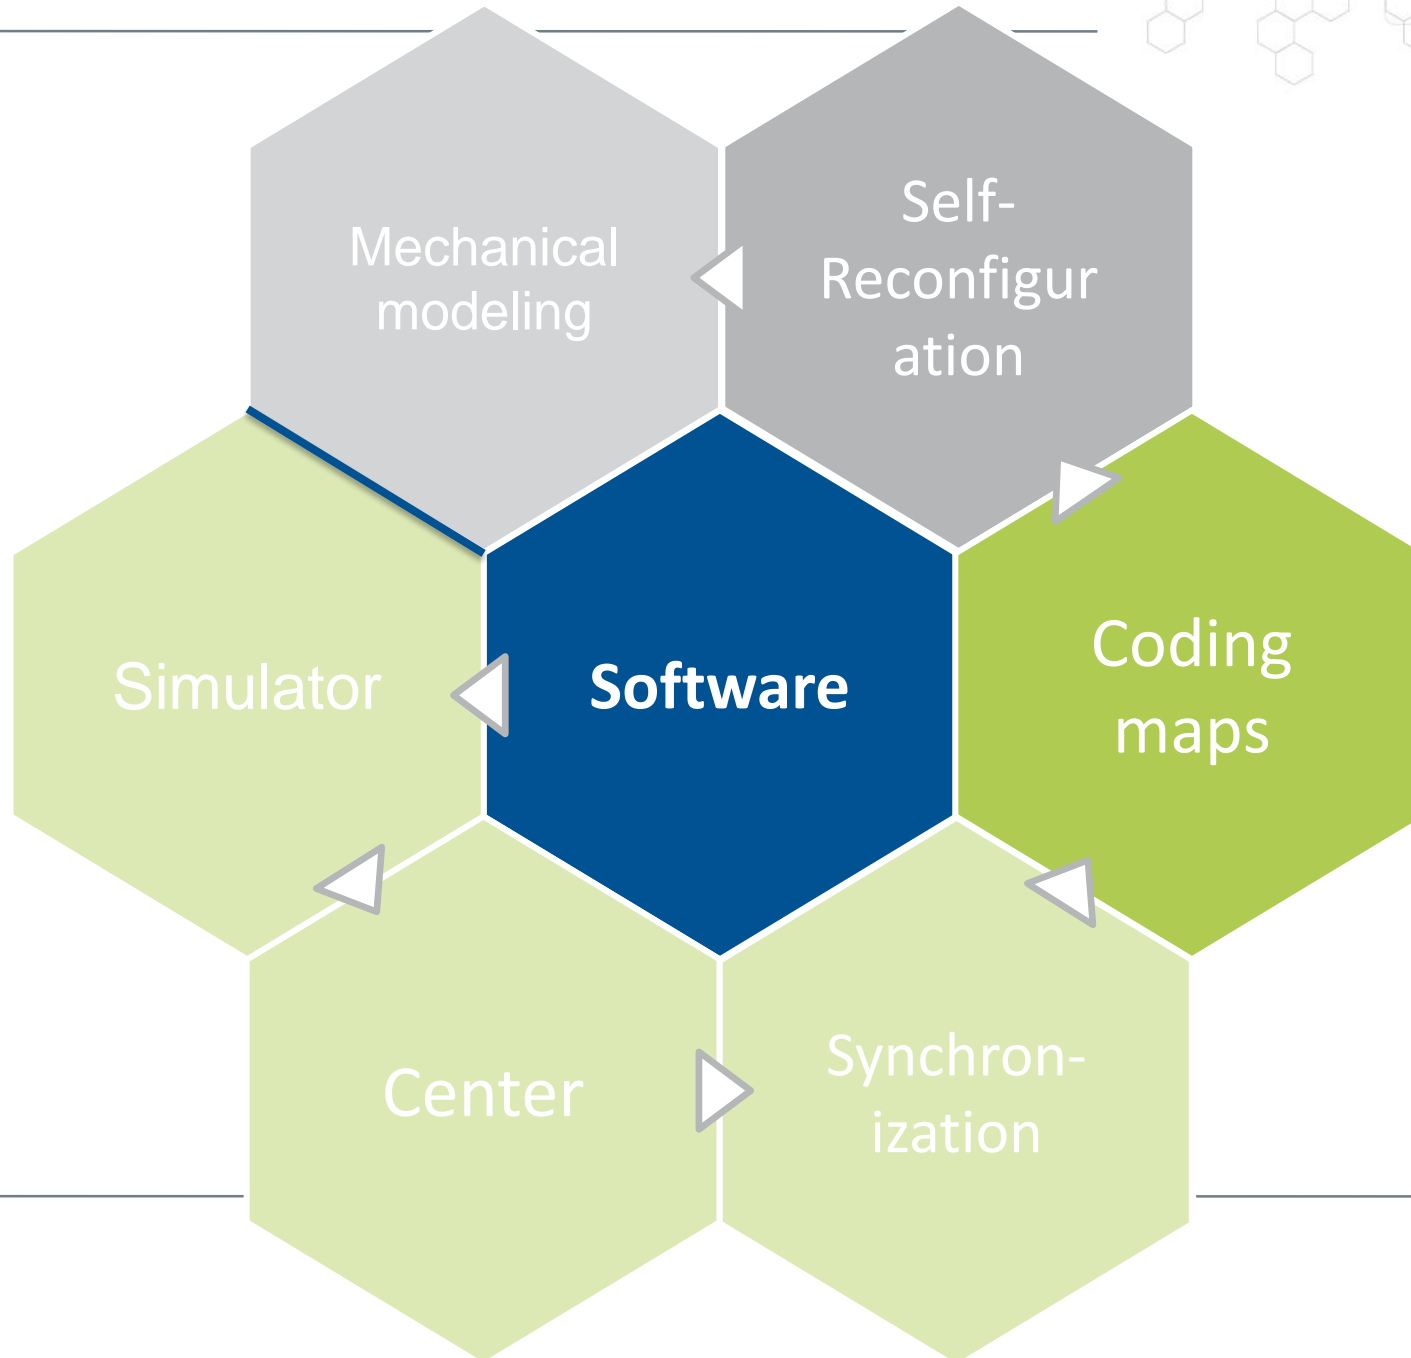 Mechanical
modeling
Self-
Reconfigur
ation
Simulator
Software
Coding
maps
Center
Synchron-
ization